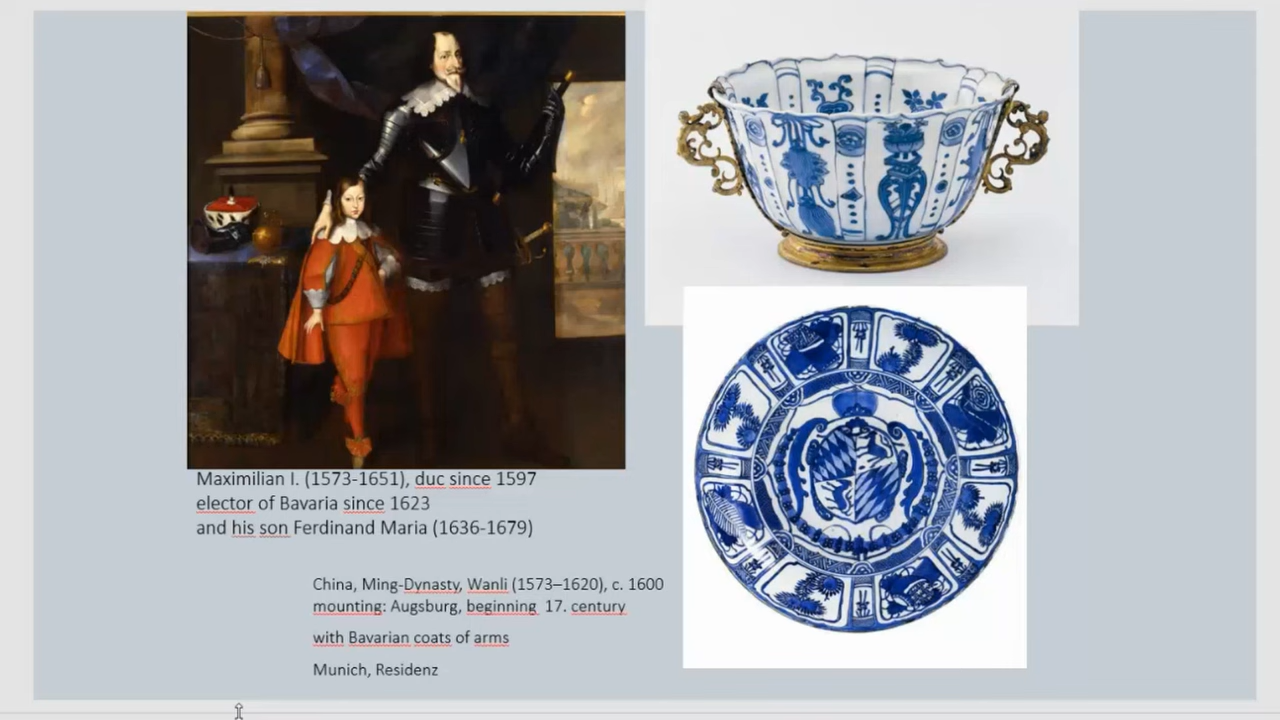 Maximilian I. (1573-1651), duc since 1597
elector of Bavaria since 1623
and his son Ferdinand Maria (1636-1679)
China, Ming-Dynasty, Wanli (1573–1620), c. 1600
mounting: Augsburg, beginning 17. century
with Bavarian coats of arms
Munich, Residenz